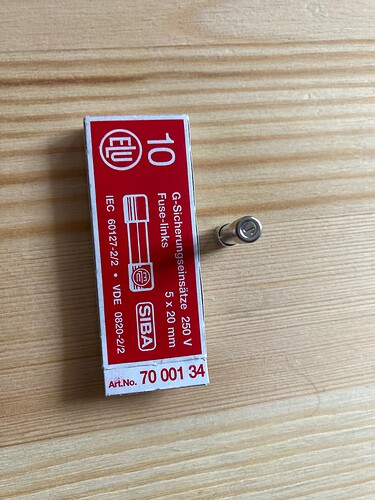 10
ELU
G-Sicherungseinsätze 250 V
Fuse-links 5 x 20 mm
SIBA
IEC 60127-2/2 • VDE 0820-2/2
Art.No. 70 001 34